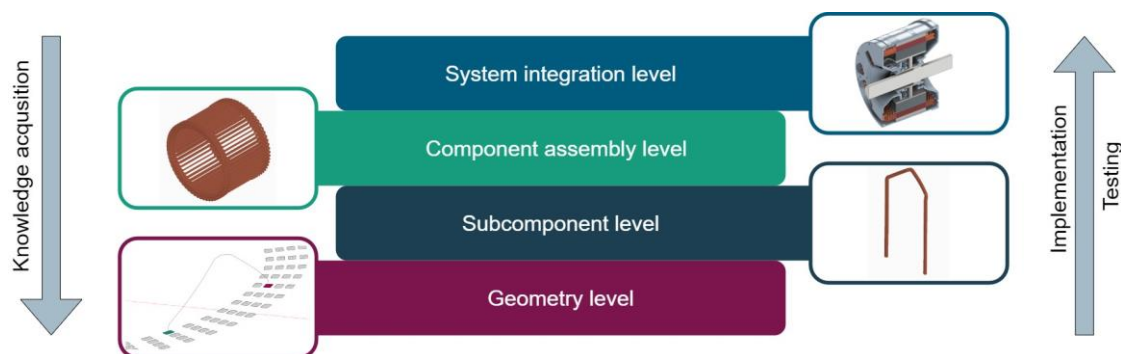 Knowledge acqusition
System integration level
Component assembly level
Subcomponent level
Geometry level
Implementation
Testing